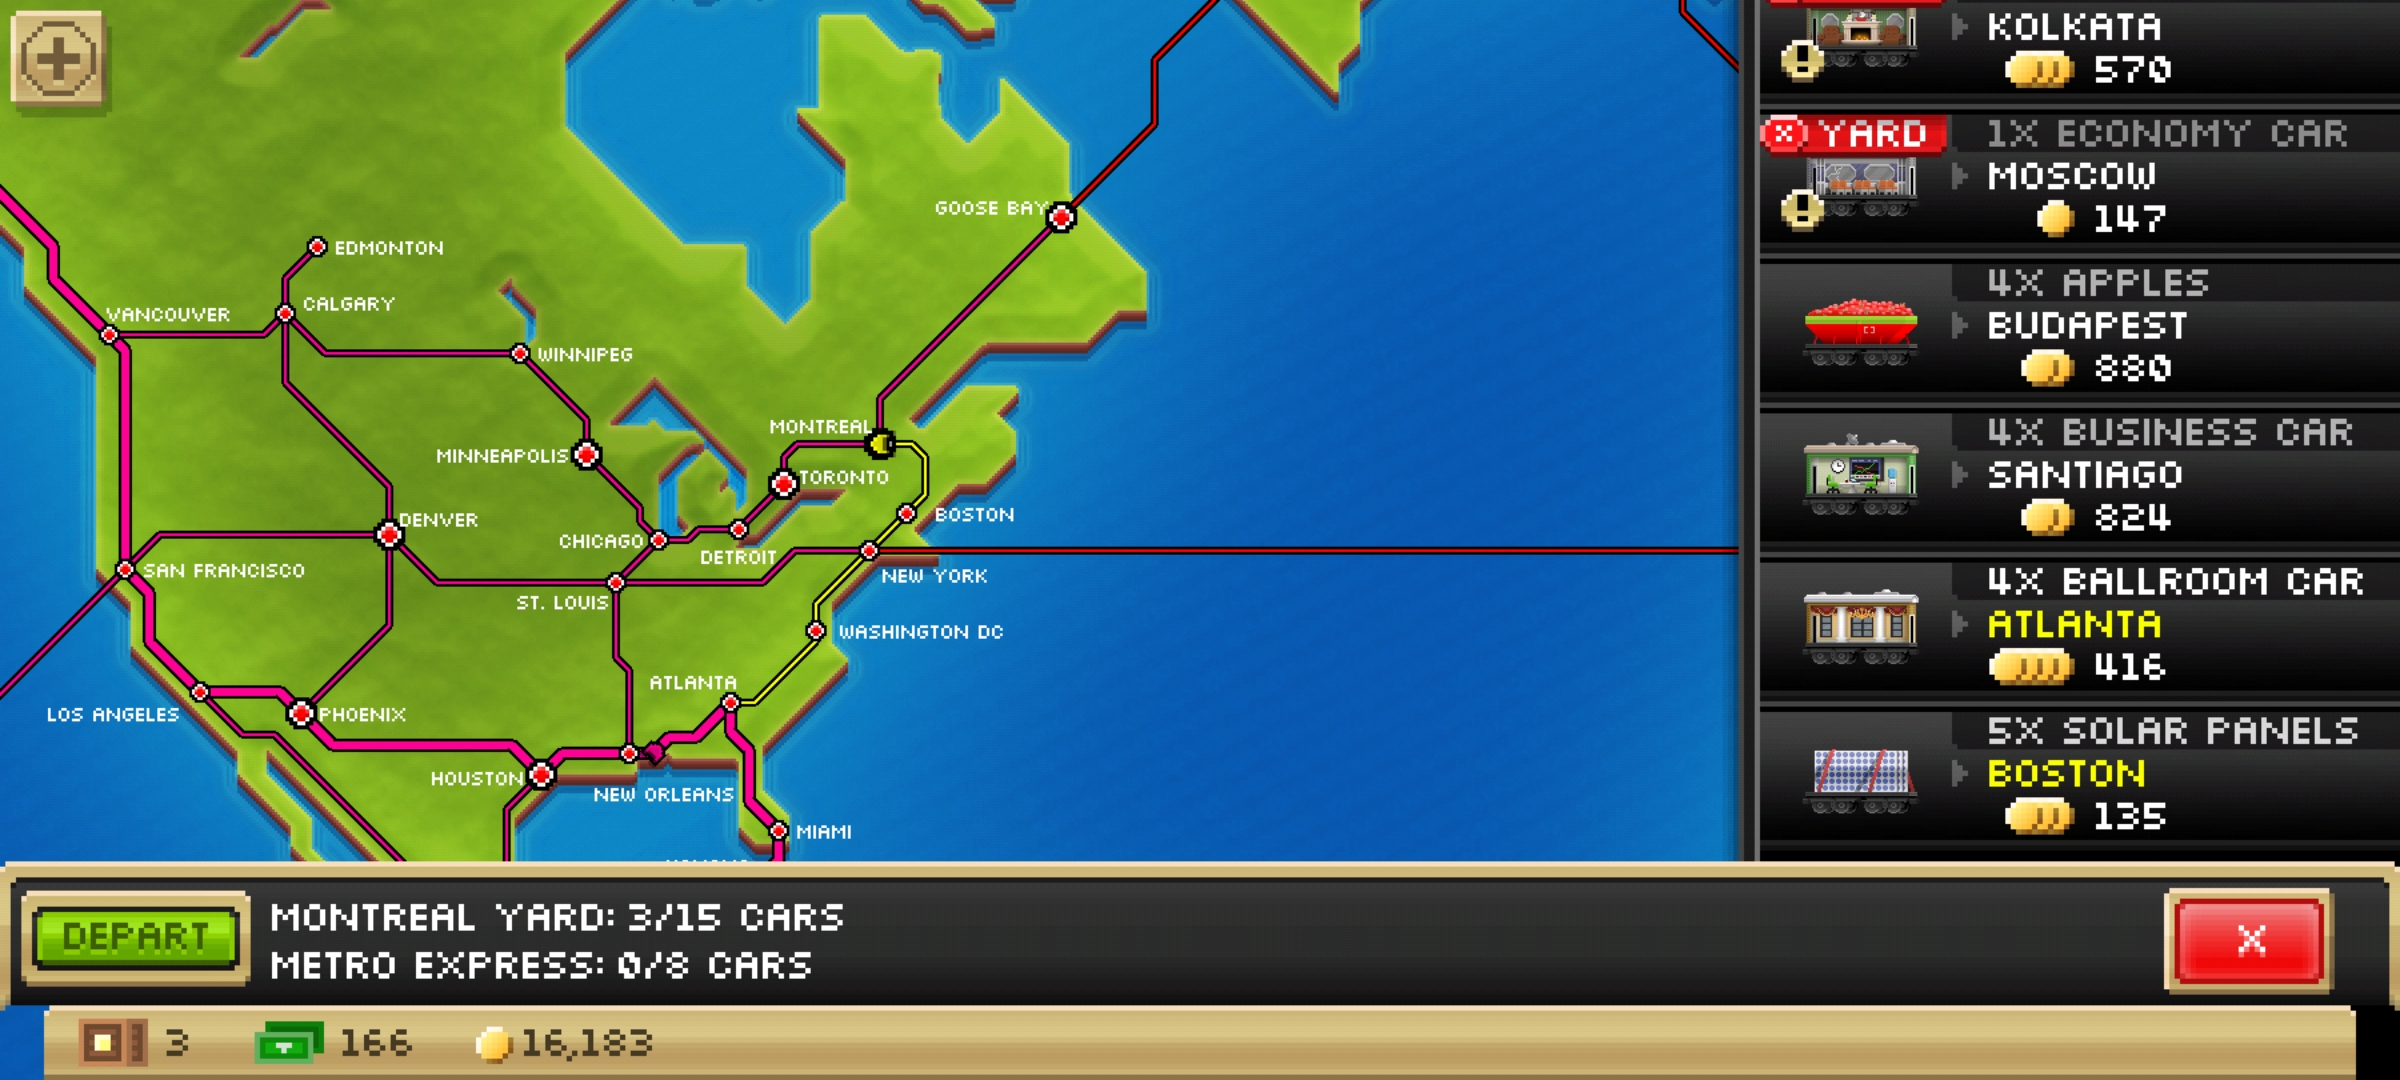 GOOSE BAY
EDMONTON
CALGARY
VANCOUVER
WINNIPEG
MONTREAL
MINNEAPOLIS
TORONTO
DENVER
BOSTON
CHICAGO
DETROIT
SAN FRANCISCO
NEW YORK
ST. LOUIS
WASHINGTON DC
ATLANTA
LOS ANGELES
PHOENIX
HOUSTON
NEW ORLEANS
MIAMI
KOLKATA
570
YARD
1X ECONOMY CAR
MOSCOW
147
4X APPLES
BUDAPEST
880
4X BUSINESS CAR
SANTIAGO
824
4X BALLROOM CAR
ATLANTA
416
5X SOLAR PANELS
BOSTON
135
DEPART
MONTREAL YARD: 3/15 CARS
METRO EXPRESS: 0/8 CARS
X
3
166
16,183